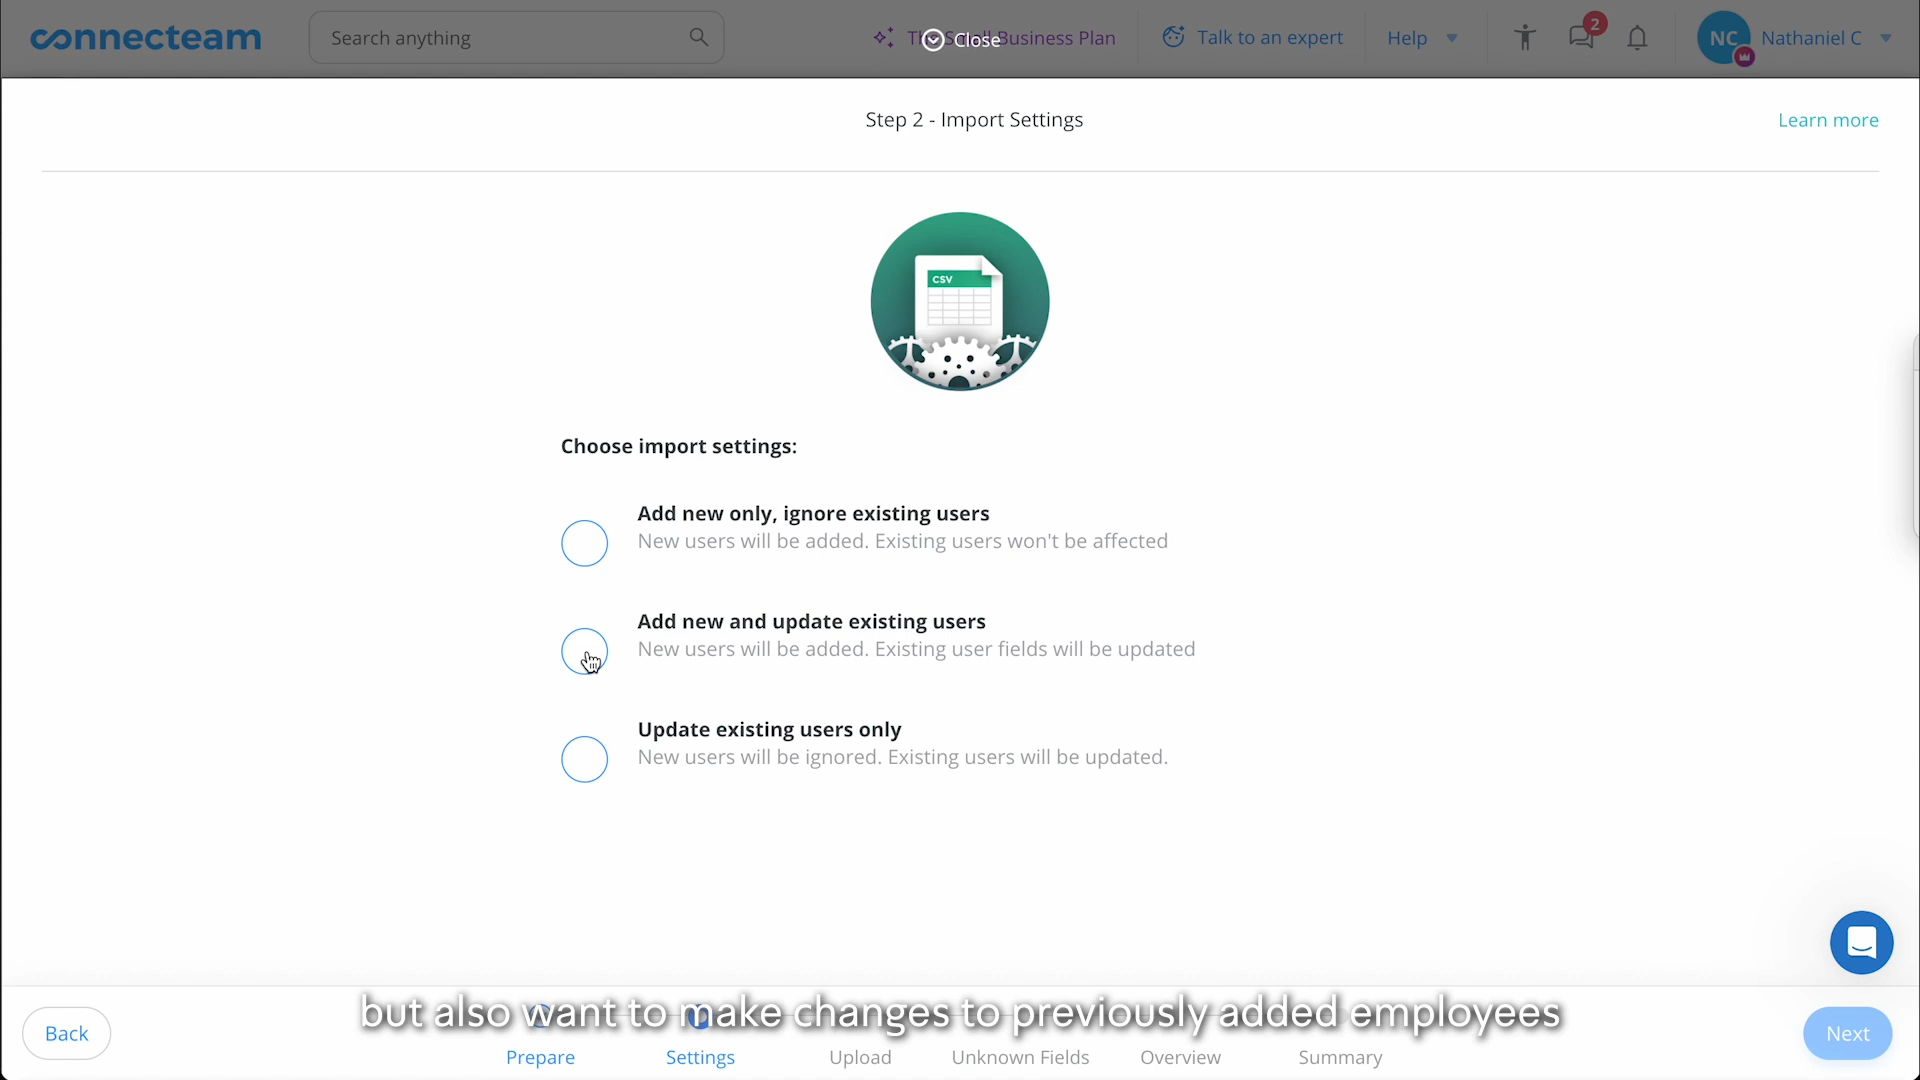 connecteam
Search anything
The Small Business Plan
Close
Talk to an expert
Help
2
NC
Nathaniel C
Step 2 - Import Settings
Learn more
CSV
Choose import settings:
Add new only, ignore existing users
New users will be added. Existing users won't be affected
Add new and update existing users
New users will be added. Existing user fields will be updated
Update existing users only
New users will be ignored. Existing users will be updated.
but also want to make changes to previously added employees
Back
Next
Prepare
Settings
Upload
Unknown Fields
Overview
Summary